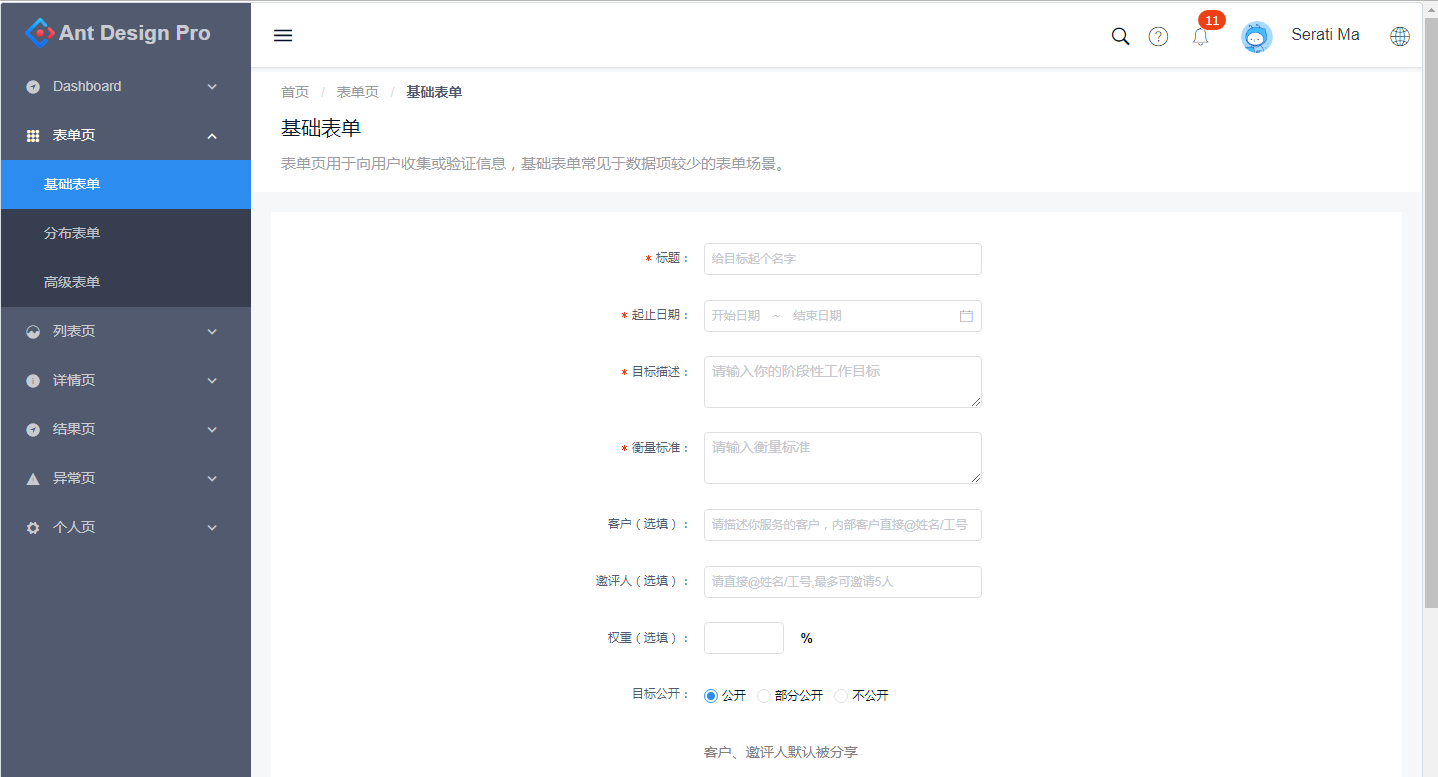 Ant Design Pro
11
Serati Ma
Dashboard
表单页
基础表单
分布表单
高级表单
列表页
详情页
结果页
异常页
个人页
首页 / 表单页 / 基础表单
基础表单
表单页用于向用户收集或验证信息，基础表单常见于数据项较少的表单场景。
* 标题： 给目标起个名字
* 起止日期： 开始日期 ~ 结束日期
* 目标描述： 请输入你的阶段性工作目标
* 衡量标准： 请输入衡量标准
客户（选填）： 请描述你服务的客户，内部客户直接@姓名/工号
邀评人（选填）： 请直接@姓名/工号,最多可邀请5人
权重（选填）： %
目标公开： 公开 部分公开 不公开
客户、邀评人默认被分享